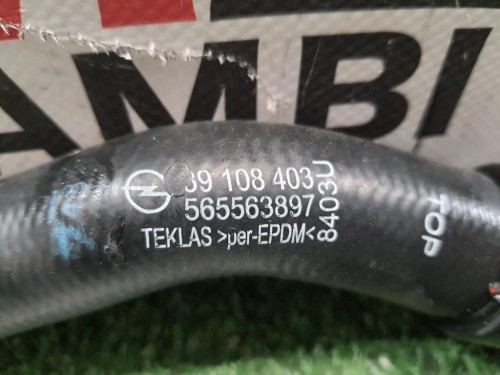 AMBI
39 108 403
565563897
TEKLAS >per-EPDM<
8403U
TOP